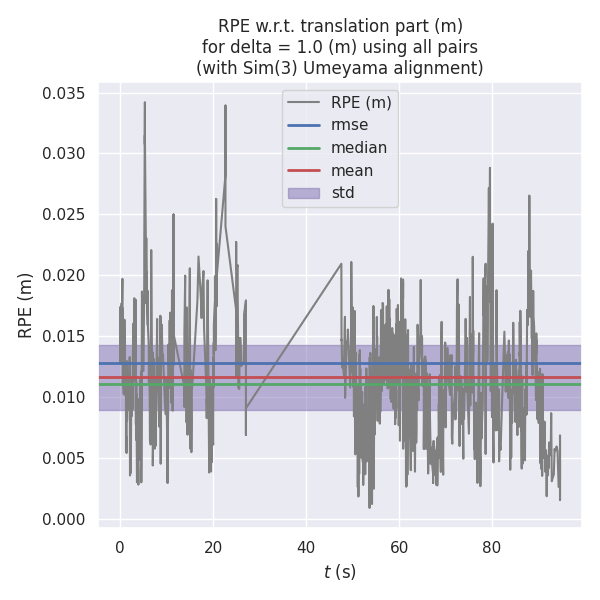 RPE w.r.t. translation part (m)
for delta = 1.0 (m) using all pairs
(with Sim(3) Umeyama alignment)
RPE (m)
rmse
median
mean
std
0.035
0.030
0.025
0.020
0.015
0.010
0.005
0.000
RPE (m)
0
20
40
60
80
t (s)